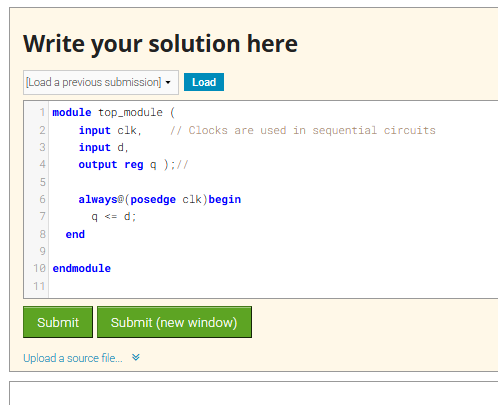 Write your solution here
[Load a previous submission] Load
1 module top_module (
2 input clk, // Clocks are used in sequential circuits
3 input d,
4 output reg q );//
5
6 always@(posedge clk)begin
7 q <= d;
8 end
9
10 endmodule
11
Submit Submit (new window)
Upload a source file...